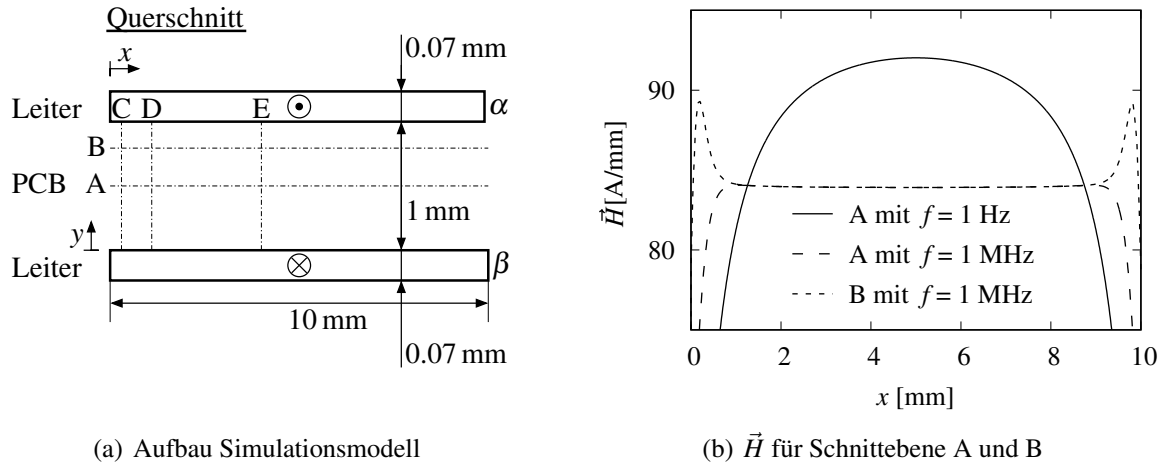 Querschnitt
x
0.07 mm
Leiter C D E α
B
PCB A
1 mm
y
Leiter β
10 mm
0.07 mm
(a) Aufbau Simulationsmodell
90
80
H⃗[A/mm]
A mit f = 1 Hz
A mit f = 1 MHz
B mit f = 1 MHz
0 2 4 6 8 10
x [mm]
(b) H⃗ für Schnittebene A und B